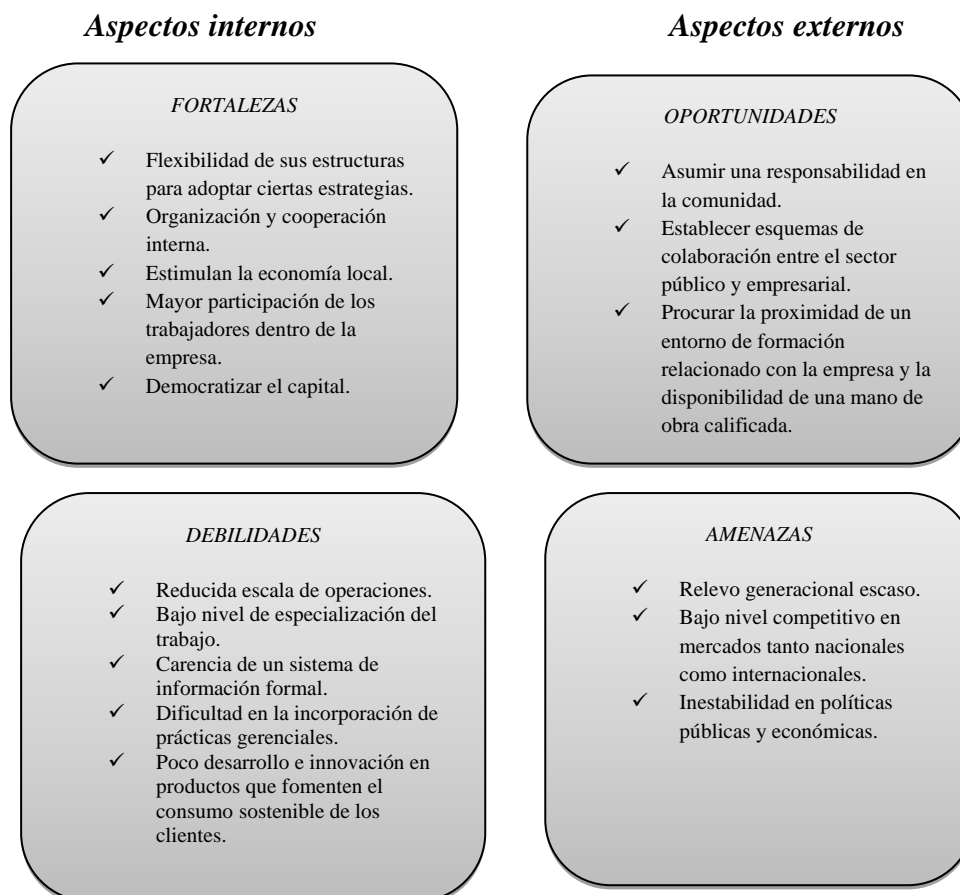 Aspectos internos
Aspectos externos
FORTALEZAS
✓ Flexibilidad de sus estructuras
para adoptar ciertas estrategias.
✓ Organización y cooperación
interna.
✓ Estimulan la economía local.
✓ Mayor participación de los
trabajadores dentro de la
empresa.
✓ Democratizar el capital.
OPORTUNIDADES
✓ Asumir una responsabilidad en
la comunidad.
✓ Establecer esquemas de
colaboración entre el sector
público y empresarial.
✓ Procurar la proximidad de un
entorno de formación
relacionado con la empresa y la
disponibilidad de una mano de
obra calificada.
DEBILIDADES
✓ Reducida escala de operaciones.
✓ Bajo nivel de especialización del
trabajo.
✓ Carencia de un sistema de
información formal.
✓ Dificultad en la incorporación de
prácticas gerenciales.
✓ Poco desarrollo e innovación en
productos que fomenten el
consumo sostenible de los
clientes.
AMENAZAS
✓ Relevo generacional escaso.
✓ Bajo nivel competitivo en
mercados tanto nacionales
como internacionales.
✓ Inestabilidad en políticas
públicas y económicas.